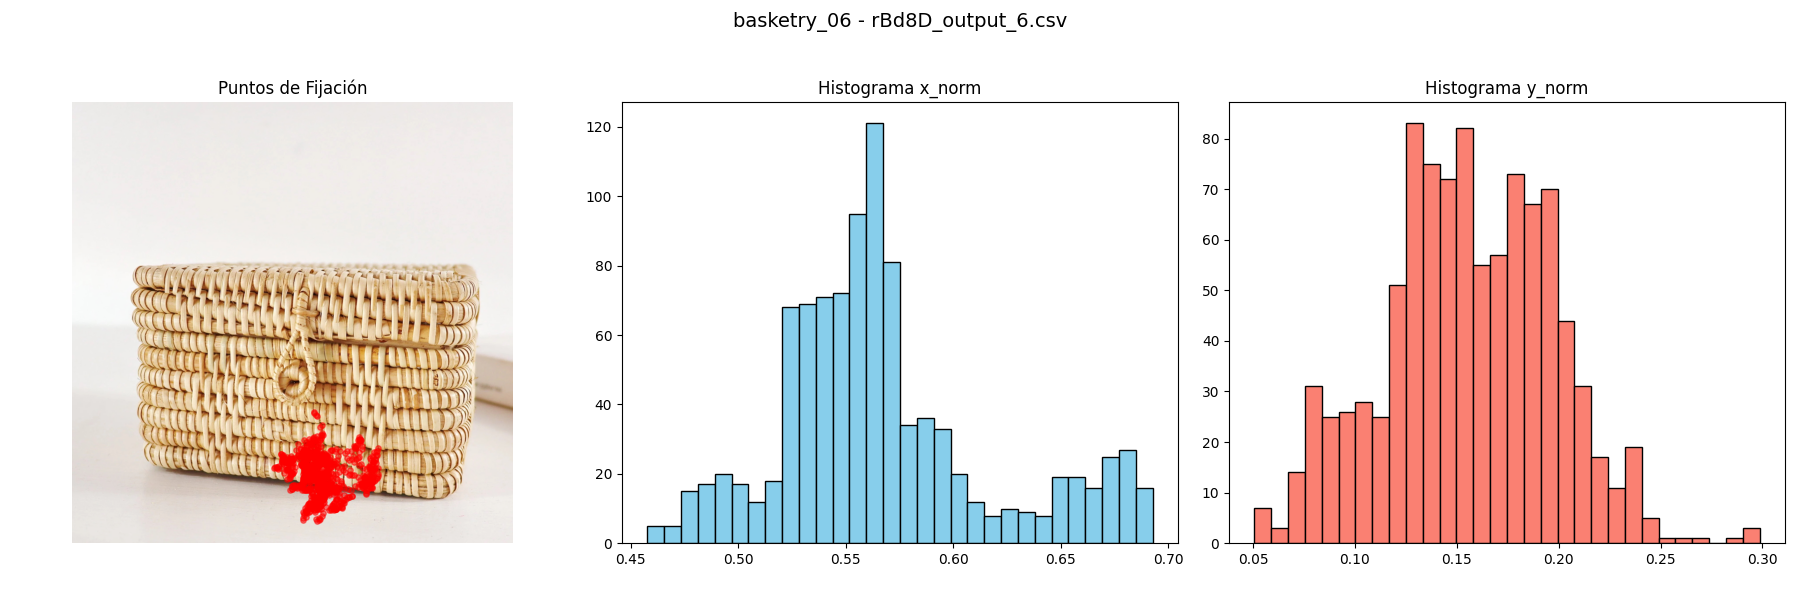 basketry_06 - rBd8D_output_6.csv
Puntos de Fijación
Histograma x_norm
120
100
80
60
40
20
0
0.45 0.50 0.55 0.60 0.65 0.70
Histograma y_norm
80
70
60
50
40
30
20
10
0
0.05 0.10 0.15 0.20 0.25 0.30